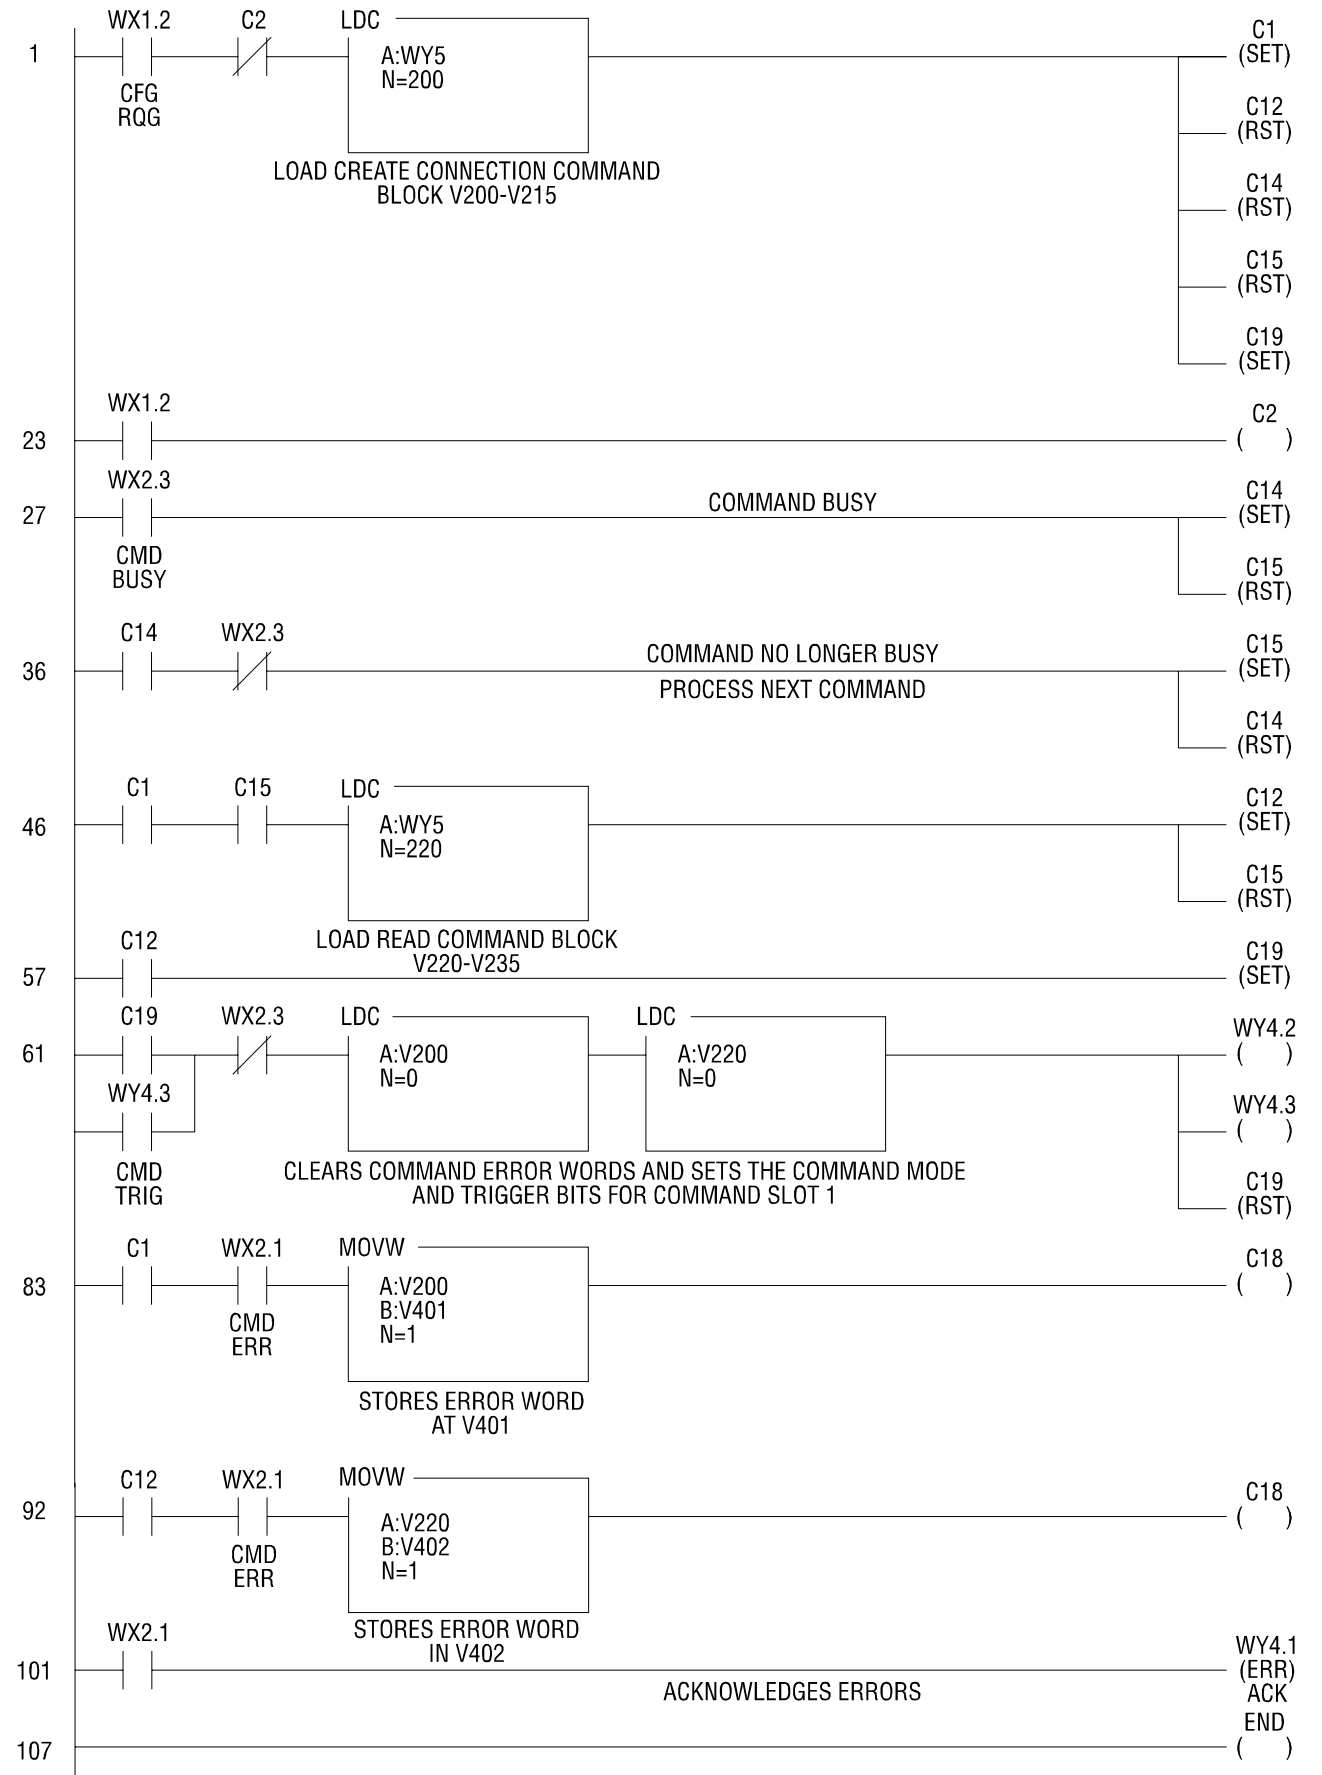 WX1.2 C2 LDC C1
1 A:WY5 (SET)
N=200
CFG
RQG
C12
(RST)
LOAD CREATE CONNECTION COMMAND
BLOCK V200-V215
C14
(RST)
C15
(RST)
C19
(SET)
WX1.2 C2
23 ( )
WX2.3 COMMAND BUSY C14
27 (SET)
CMD
BUSY
C15
(RST)
C14 WX2.3 COMMAND NO LONGER BUSY C15
36 (SET)
PROCESS NEXT COMMAND
C14
(RST)
C1 C15 LDC C12
46 A:WY5 (SET)
N=220
C15
(RST)
LOAD READ COMMAND BLOCK
V220-V235
C12 C19
57 (SET)
C19 WX2.3 LDC LDC WY4.2
61 A:V200 A:V220 ( )
N=0 N=0
WY4.3 WY4.3
( )
CMD
TRIG
CLEARS COMMAND ERROR WORDS AND SETS THE COMMAND MODE
AND TRIGGER BITS FOR COMMAND SLOT 1
C19
(RST)
C1 WX2.1 MOVW C18
83 A:V200 ( )
B:V401
N=1
CMD
ERR
STORES ERROR WORD
AT V401
C12 WX2.1 MOVW C18
92 A:V220 ( )
B:V402
N=1
CMD
ERR
STORES ERROR WORD
IN V402
WX2.1 WY4.1
101 (ERR)
ACKNOWLEDGES ERRORS ACK
END
107 ( )